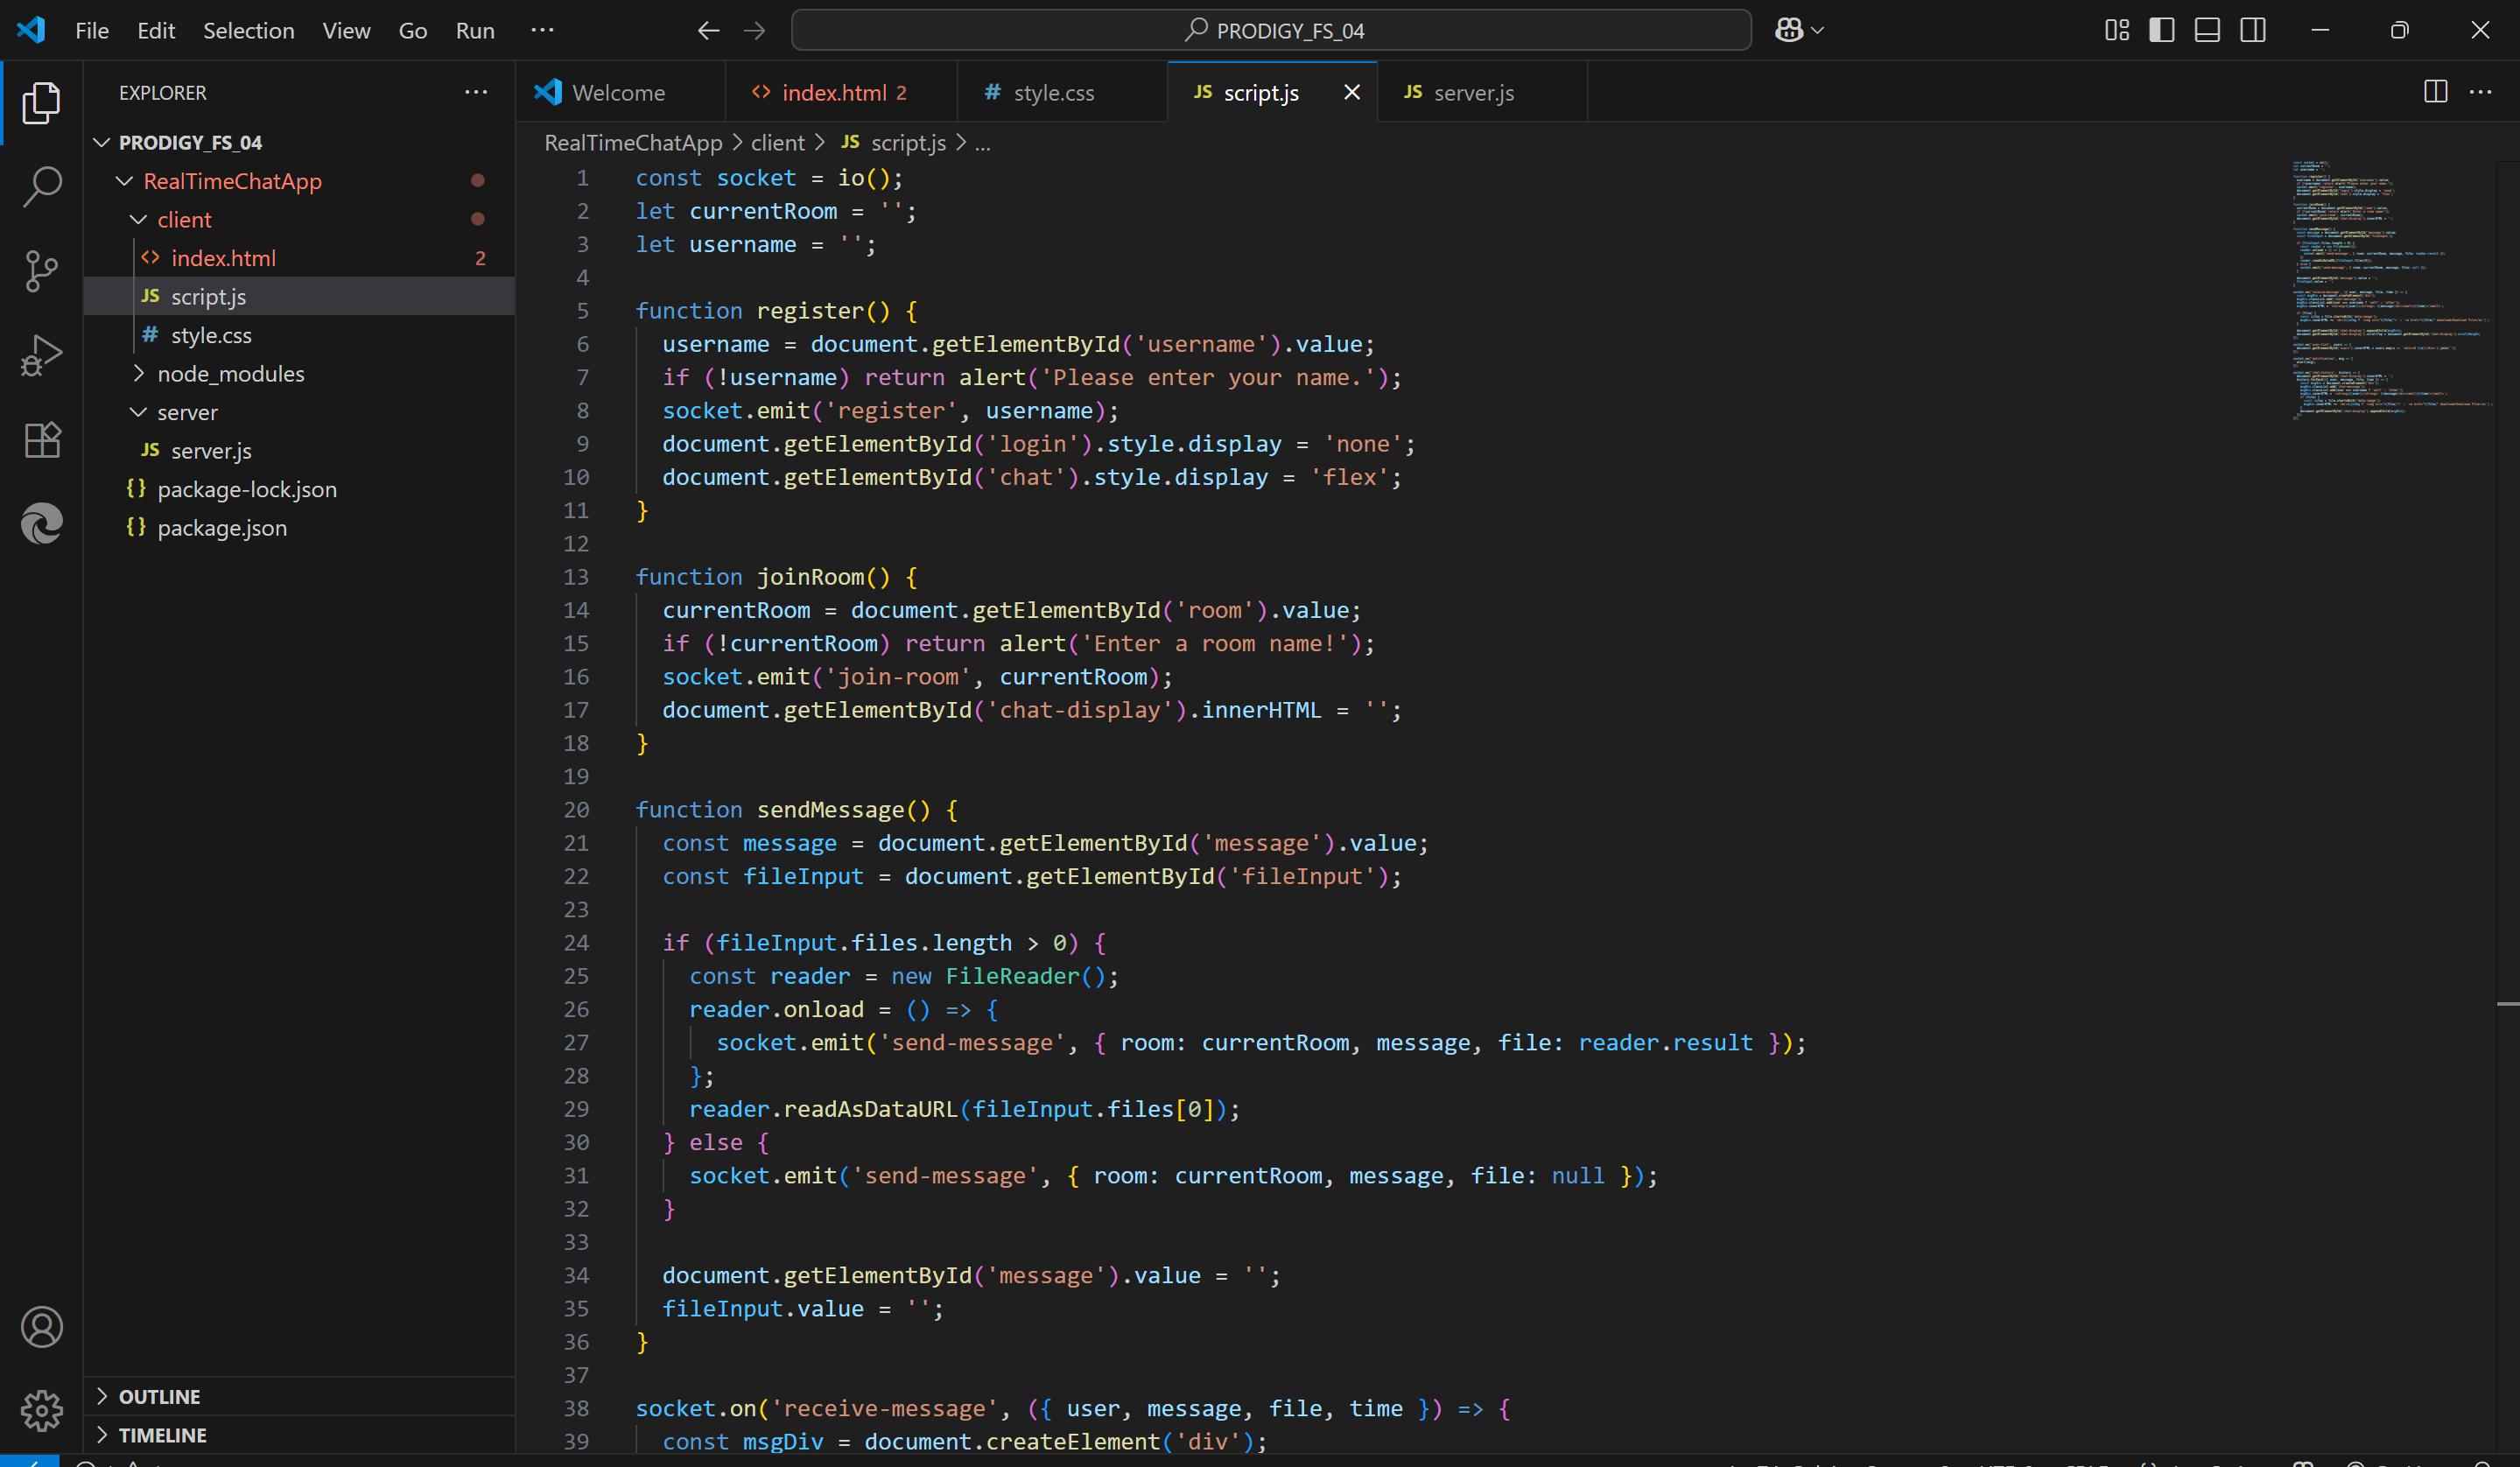 File Edit Selection View Go Run ···
PRODIGY_FS_04
EXPLORER
PRODIGY_FS_04
RealTimeChatApp
client
index.html 2
script.js
style.css
node_modules
server
server.js
package-lock.json
package.json
OUTLINE
TIMELINE
Welcome
index.html 2
style.css
script.js
server.js
RealTimeChatApp > client > JS script.js > ...
1 const socket = io();
2 let currentRoom = '';
3 let username = '';
4
5 function register() {
6 username = document.getElementById('username').value;
7 if (!username) return alert('Please enter your name.');
8 socket.emit('register', username);
9 document.getElementById('login').style.display = 'none';
10 document.getElementById('chat').style.display = 'flex';
11 }
12
13 function joinRoom() {
14 currentRoom = document.getElementById('room').value;
15 if (!currentRoom) return alert('Enter a room name!');
16 socket.emit('join-room', currentRoom);
17 document.getElementById('chat-display').innerHTML = '';
18 }
19
20 function sendMessage() {
21 const message = document.getElementById('message').value;
22 const fileInput = document.getElementById('fileInput');
23
24 if (fileInput.files.length > 0) {
25 const reader = new FileReader();
26 reader.onload = () => {
27 socket.emit('send-message', { room: currentRoom, message, file: reader.result });
28 };
29 reader.readAsDataURL(fileInput.files[0]);
30 } else {
31 socket.emit('send-message', { room: currentRoom, message, file: null });
32 }
33
34 document.getElementById('message').value = '';
35 fileInput.value = '';
36 }
37
38 socket.on('receive-message', ({ user, message, file, time }) => {
39 const msgDiv = document.createElement('div');